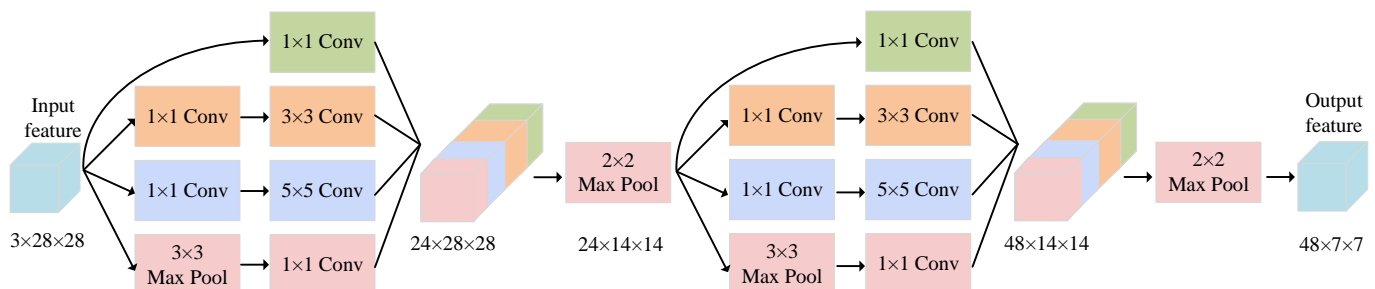 Input
feature
3×28×28
1×1 Conv
1×1 Conv
3×3 Conv
1×1 Conv
5×5 Conv
3×3
Max Pool
1×1 Conv
24×28×28
2×2
Max Pool
24×14×14
1×1 Conv
1×1 Conv
3×3 Conv
1×1 Conv
5×5 Conv
3×3
Max Pool
1×1 Conv
48×14×14
2×2
Max Pool
Output
feature
48×7×7